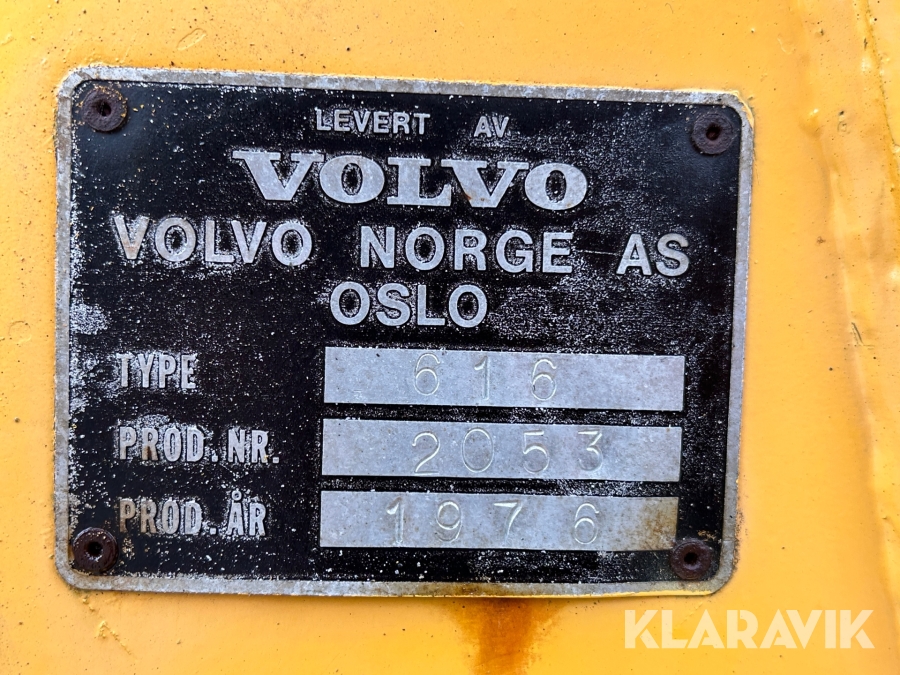 LEVERT AV
VOLVO
VOLVO NORGE AS
OSLO
TYPE 616
PROD.NR. 2053
PROD.ÅR 1976
KLARAVIK